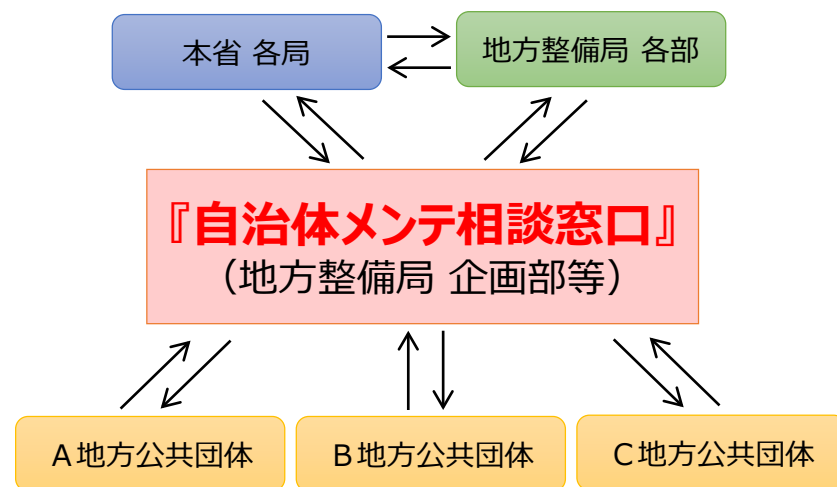 本省 各局
地方整備局 各部
『自治体メンテ相談窓口』
（地方整備局 企画部等）
Ａ地方公共団体
Ｂ地方公共団体
Ｃ地方公共団体